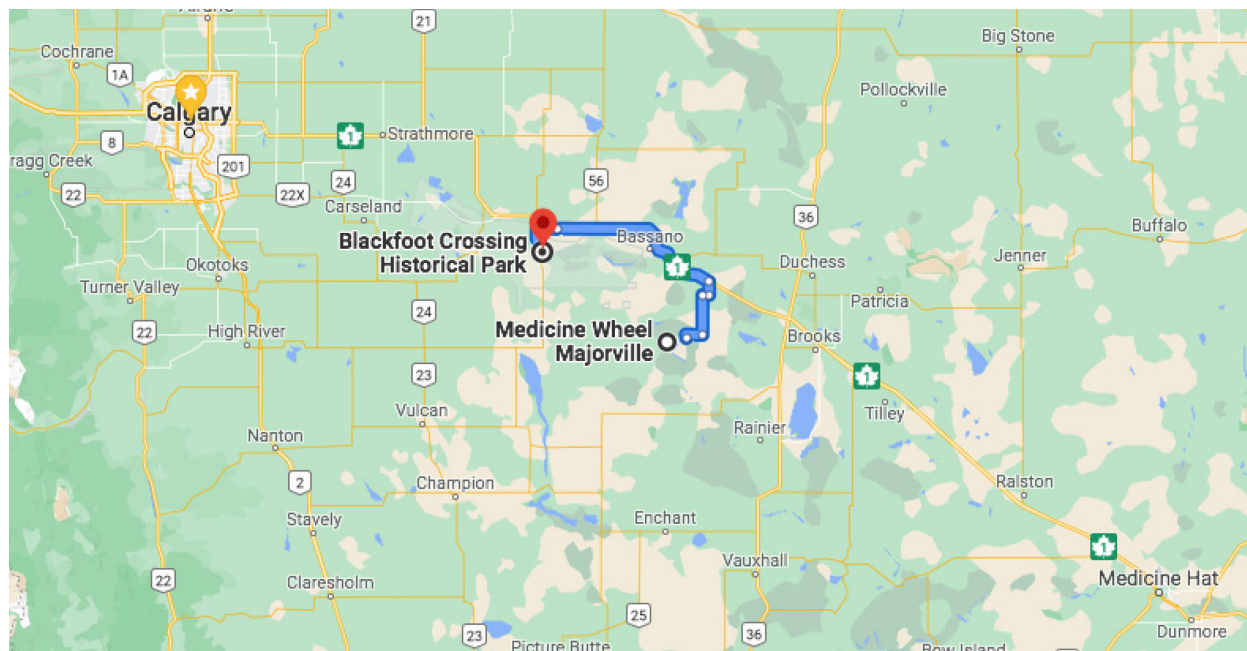 21
Big Stone
Cochrane
1A
Pollockville
Calgary
1
Strathmore
8
ragg Creek
201
56
22
22X
24
Carseland
36
Buffalo
Blackfoot Crossing
Historical Park
Bassano
1
Okotoks
Duchess
Jenner
Turner Valley
Patricia
24
22
High River
Medicine Wheel
Majorville
Brooks
23
1
Vulcan
Tilley
Rainier
Nanton
2
Champion
Ralston
Stavely
Enchant
1
Vauxhall
22
Claresholm
Medicine Hat
25
23
36
Dunmore
Picture Butte